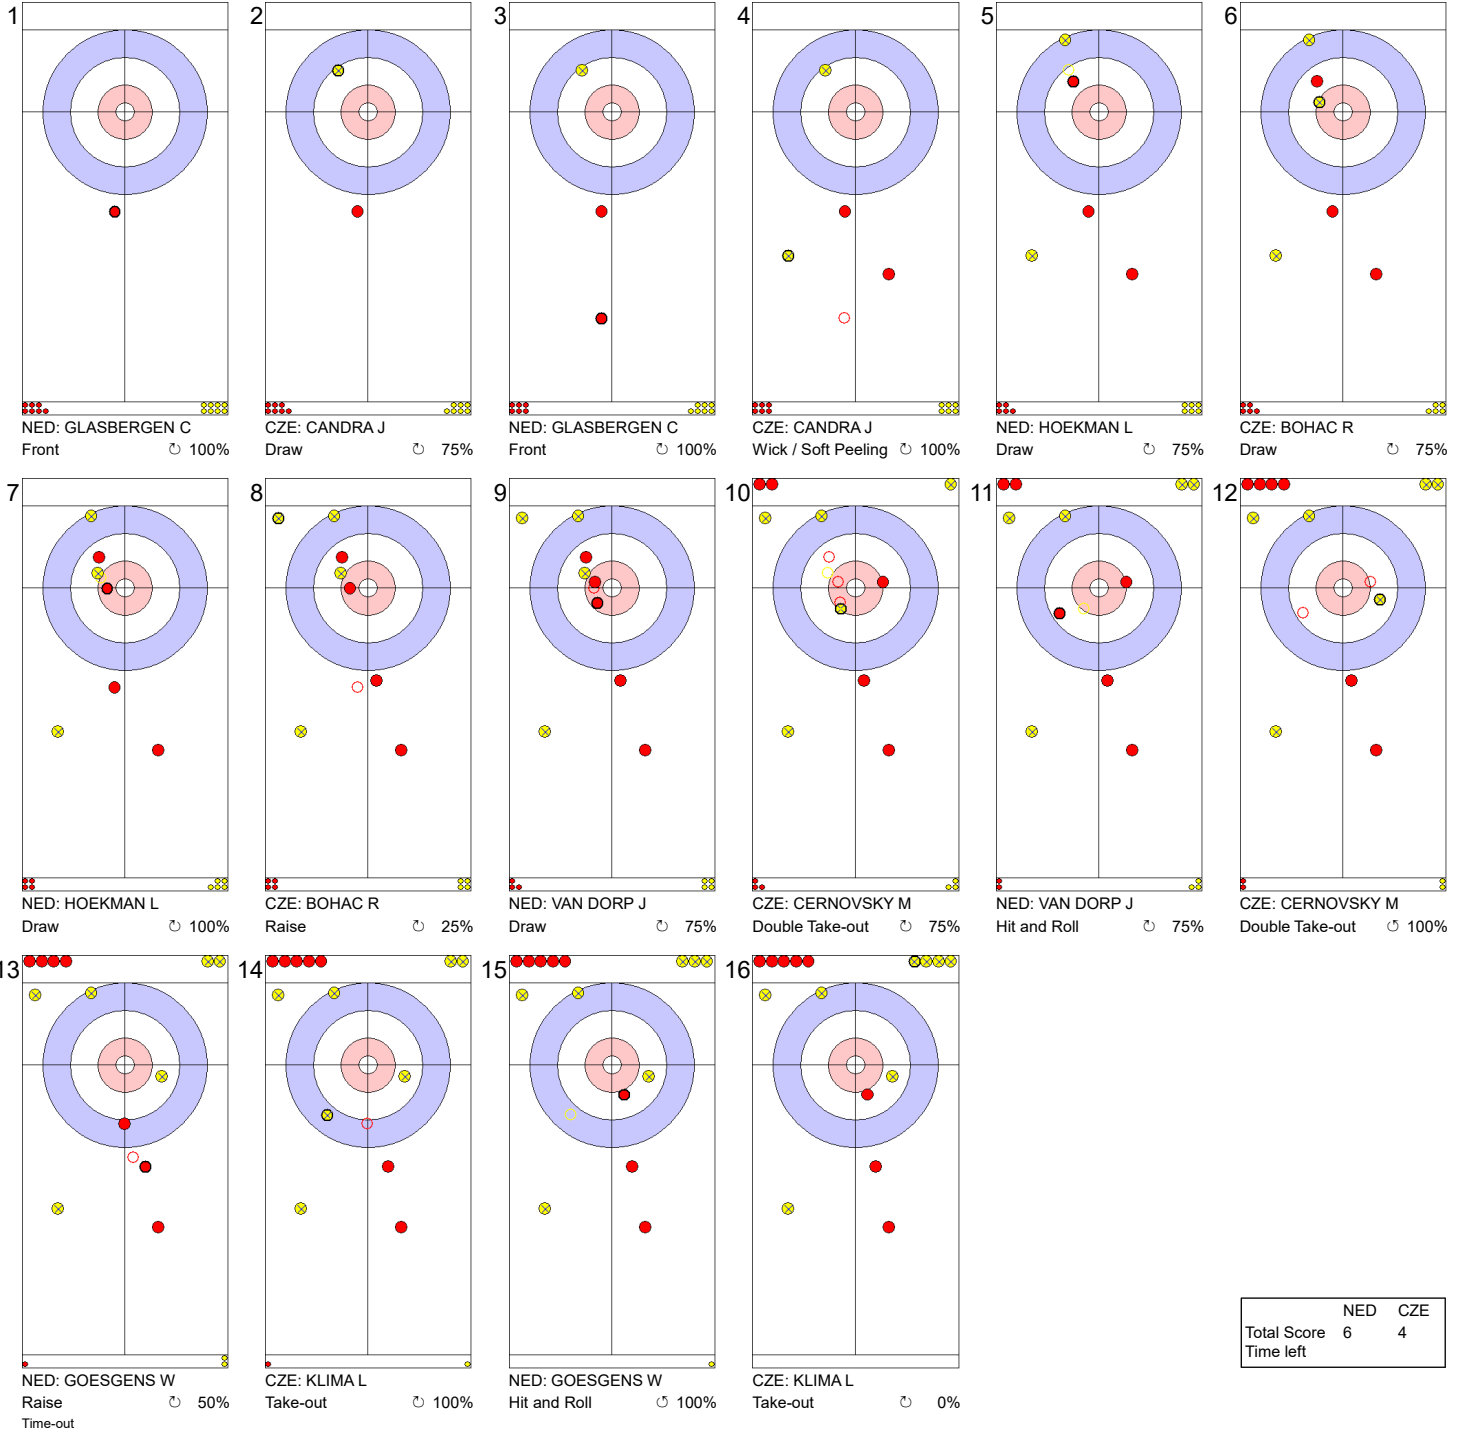 1
NED: GLASBERGEN C
Front ↻ 100%
2
CZE: CANDRA J
Draw ↻ 75%
3
NED: GLASBERGEN C
Front ↻ 100%
4
CZE: CANDRA J
Wick / Soft Peeling ↻ 100%
5
NED: HOEKMAN L
Draw ↻ 75%
6
CZE: BOHAC R
Draw ↻ 75%
7
NED: HOEKMAN L
Draw ↻ 100%
8
CZE: BOHAC R
Raise ↻ 25%
9
NED: VAN DORP J
Draw ↻ 75%
10
CZE: CERNOVSKY M
Double Take-out ↻ 75%
11
NED: VAN DORP J
Hit and Roll ↻ 75%
12
CZE: CERNOVSKY M
Double Take-out ↺ 100%
13
NED: GOESGENS W
Raise ↻ 50%
Time-out
14
CZE: KLIMA L
Take-out ↻ 100%
15
NED: GOESGENS W
Hit and Roll ↺ 100%
16
CZE: KLIMA L
Take-out ↻ 0%
NED CZE
Total Score 6 4
Time left